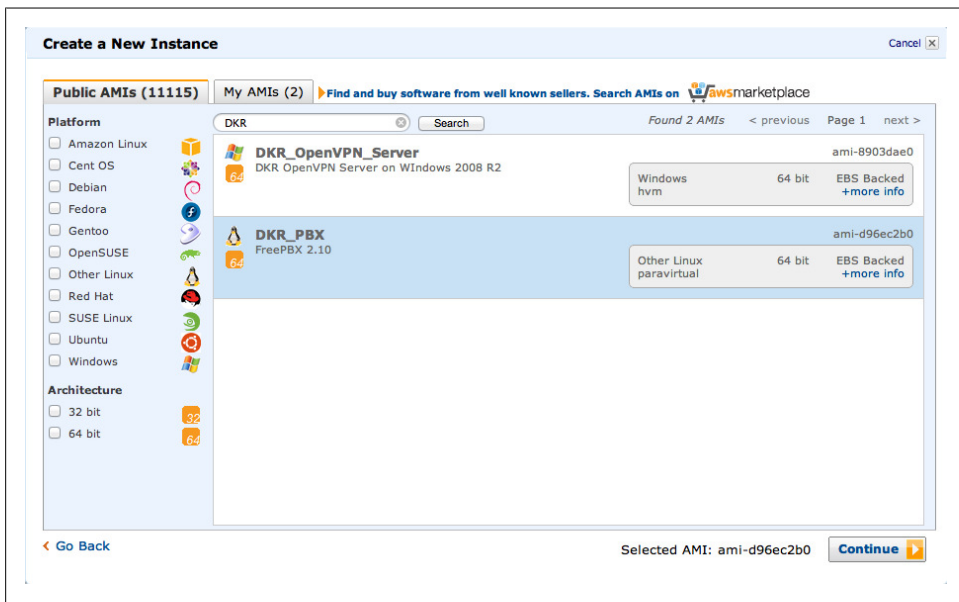 Create a New Instance
Cancel
Public AMIs (11115)
My AMIs (2)
Find and buy software from well known sellers. Search AMIs on
awsmarketplace
Platform
Amazon Linux
Cent OS
Debian
Fedora
Gentoo
OpenSUSE
Other Linux
Red Hat
SUSE Linux
Ubuntu
Windows
Architecture
32 bit
32
64 bit
64
DKR
Search
Found 2 AMIs
< previous
Page 1
next >
DKR_OpenVPN_Server
64
DKR OpenVPN Server on WIndows 2008 R2
ami-8903dae0
Windows 64 bit EBS Backed
hvm +more info
DKR_PBX
64
FreePBX 2.10
ami-d96ec2b0
Other Linux 64 bit EBS Backed
paravirtual +more info
Go Back
Selected AMI: ami-d96ec2b0
Continue